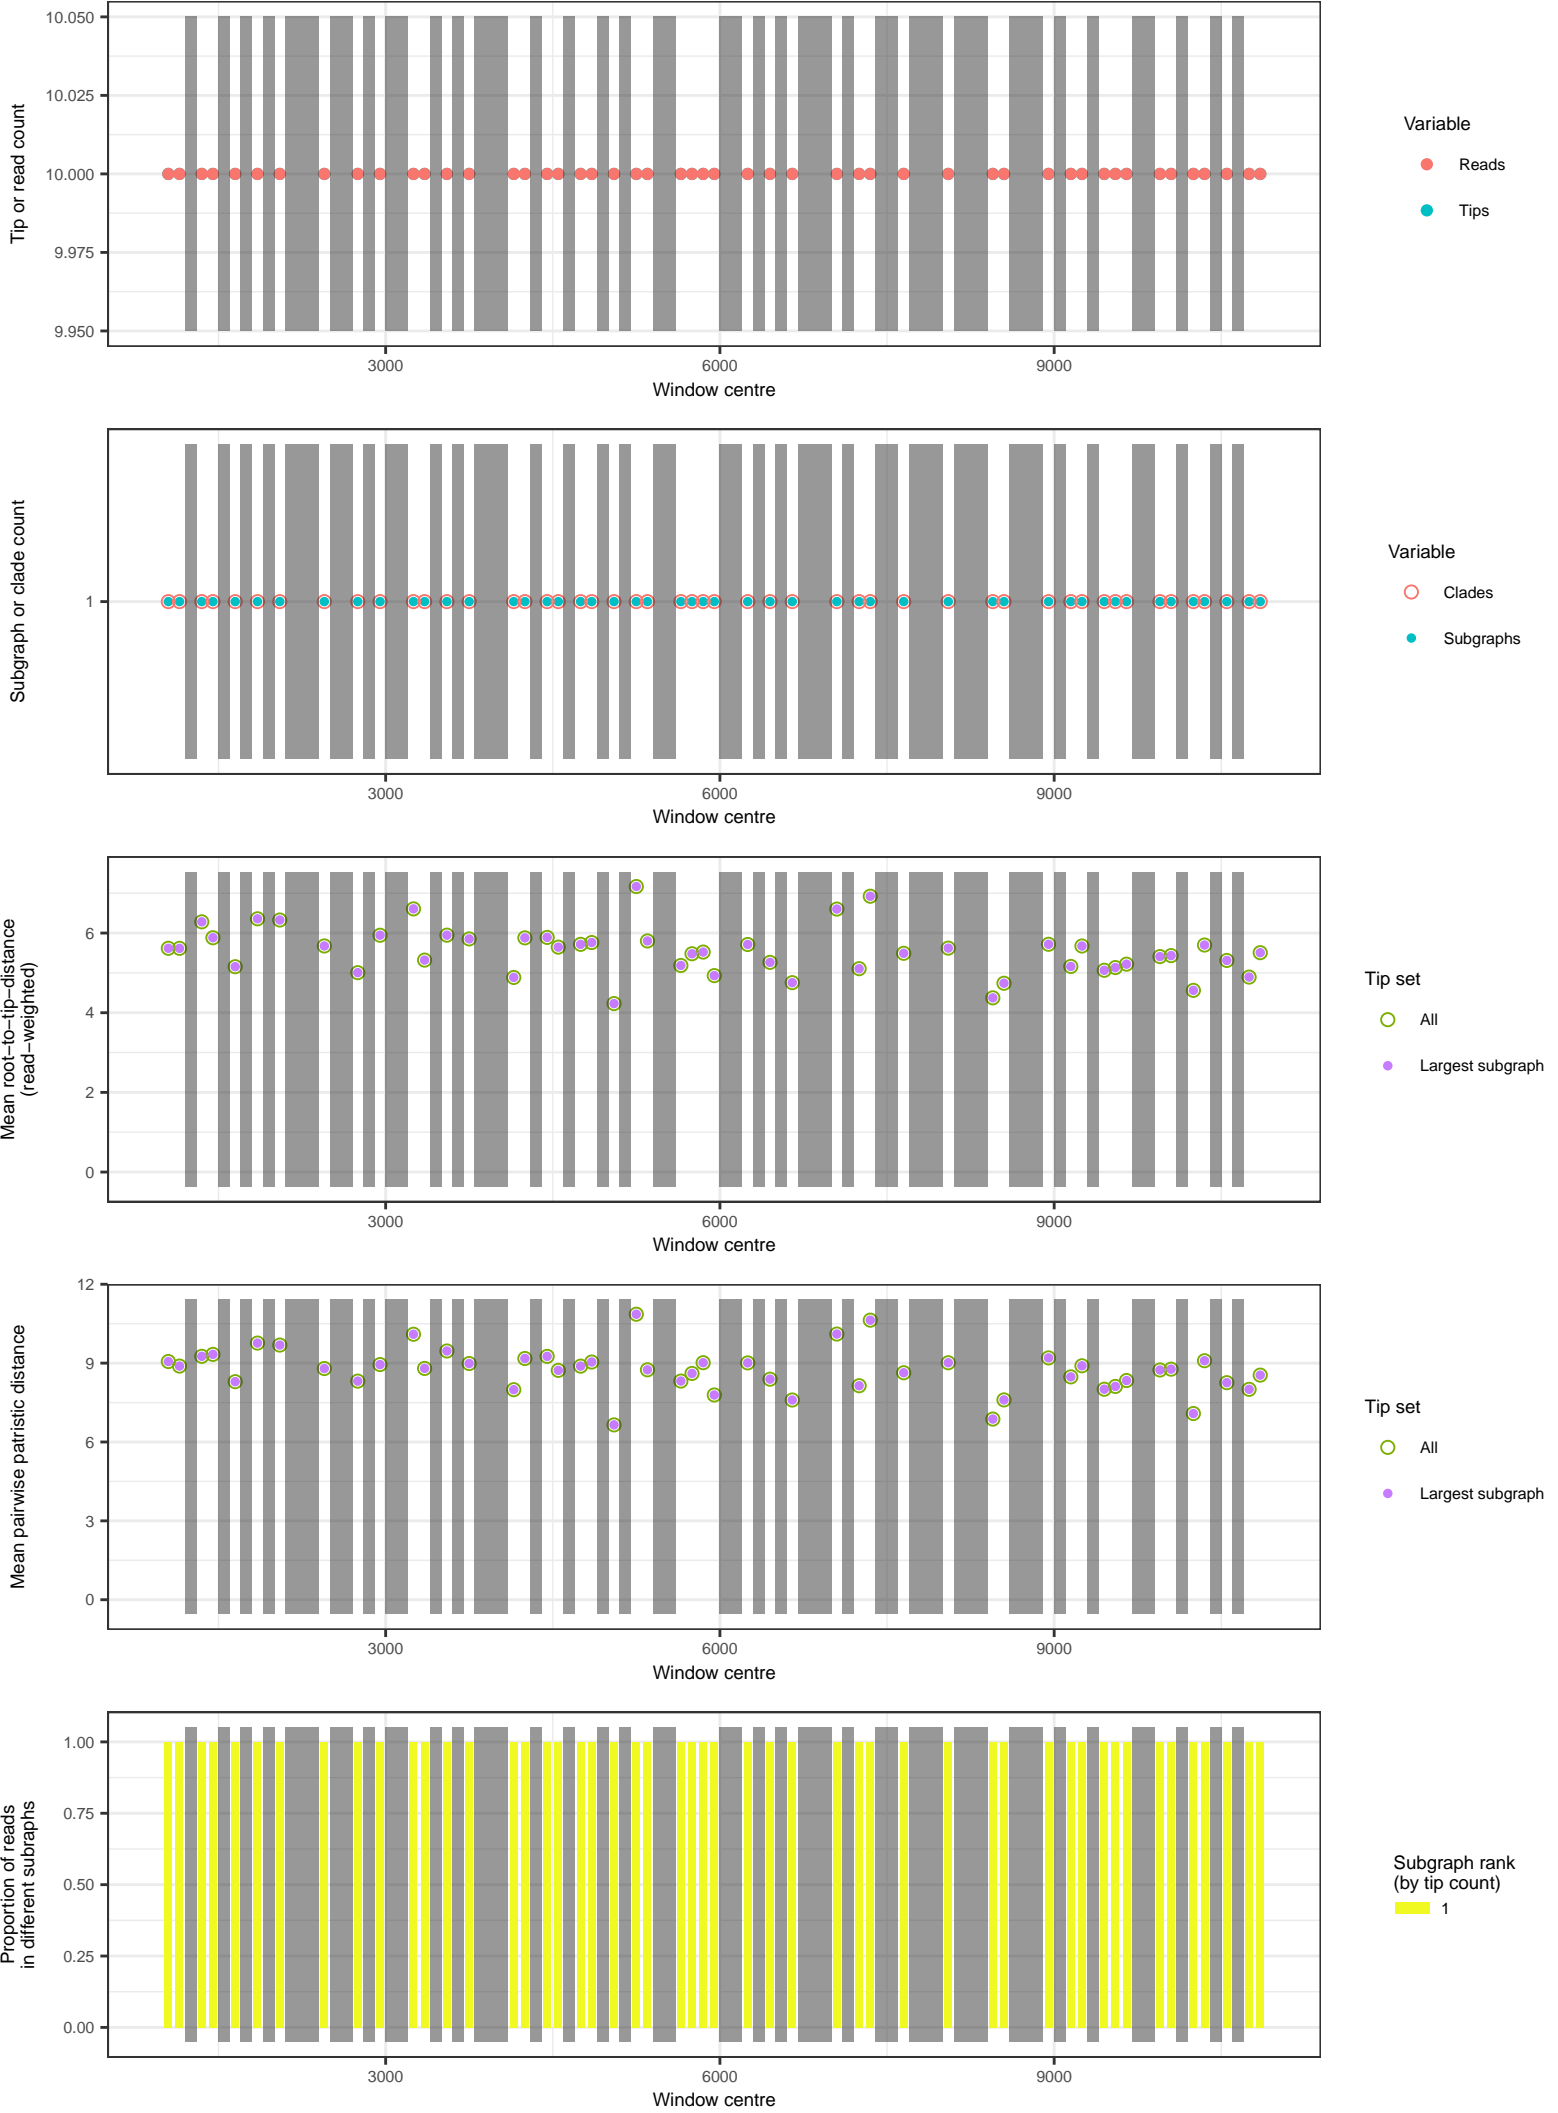 10.050
10.025
10.000
9.975
9.950
Tip or read count
3000
6000
9000
Window centre
Variable
Reads
Tips
1
Subgraph or clade count
3000
6000
9000
Window centre
Variable
Clades
Subgraphs
6
4
2
0
Mean root−to−tip−distance
(read−weighted)
3000
6000
9000
Window centre
Tip set
All
Largest subgraph
12
9
6
3
0
Mean pairwise patristic distance
3000
6000
9000
Window centre
Tip set
All
Largest subgraph
1.00
0.75
0.50
0.25
0.00
Proportion of reads
in different subraphs
3000
6000
9000
Window centre
Subgraph rank
(by tip count)
1